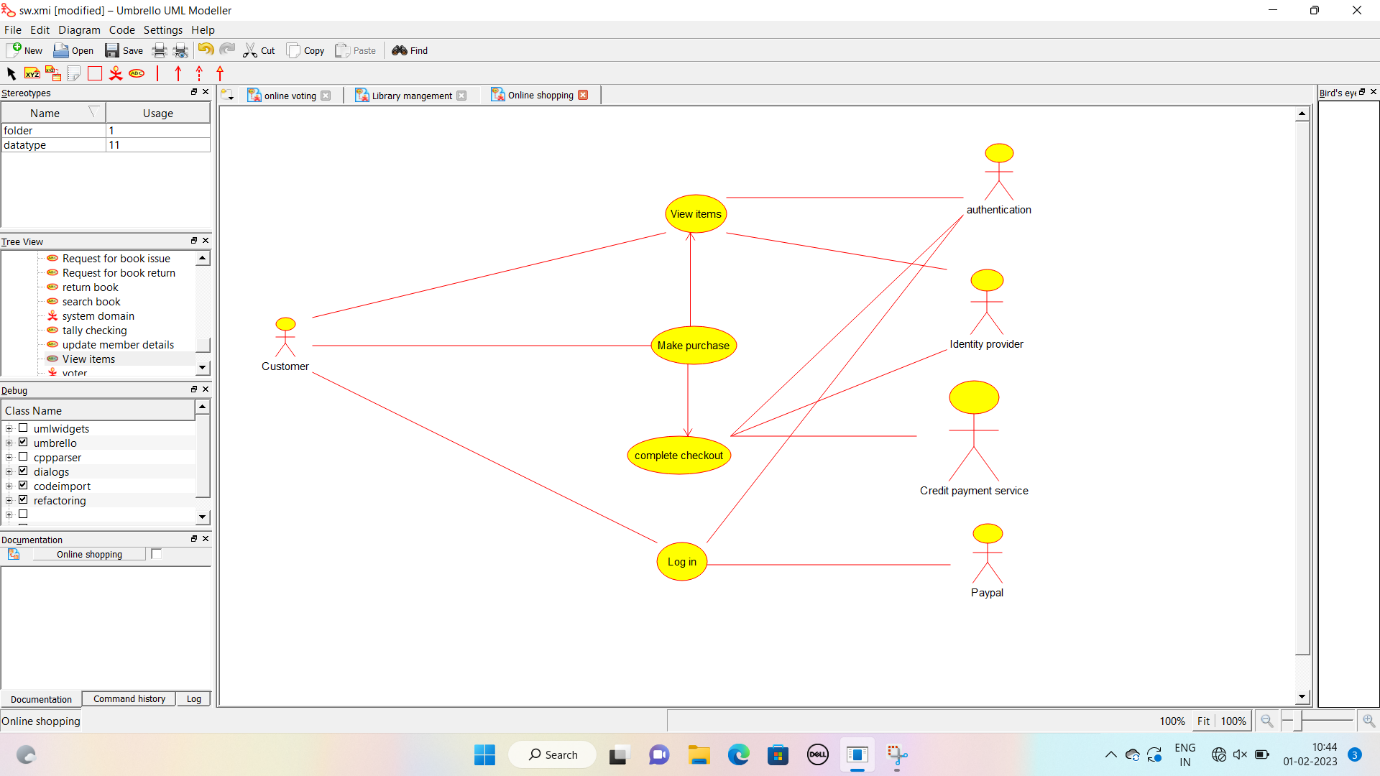 sw.xmi [modified] – Umbrello UML Modeller
File Edit Diagram Code Settings Help
New Open Save Cut Copy Paste Find
XYZ ABC
Stereotypes
Name Usage
folder 1
datatype 11
Tree View
Request for book issue
Request for book return
return book
search book
system domain
tally checking
update member details
View items
voter
Debug
Class Name
umlwidgets
umbrello
cppparser
dialogs
codeimport
refactoring
Documentation
Online shopping
Documentation Command history Log
online voting Library mangement Online shopping
Bird's eye
View items
Make purchase
complete checkout
Log in
Customer
authentication
Identity provider
Credit payment service
Paypal
Online shopping
100% Fit 100%
Search
DELL
ENG
IN
10:44
01-02-2023
3